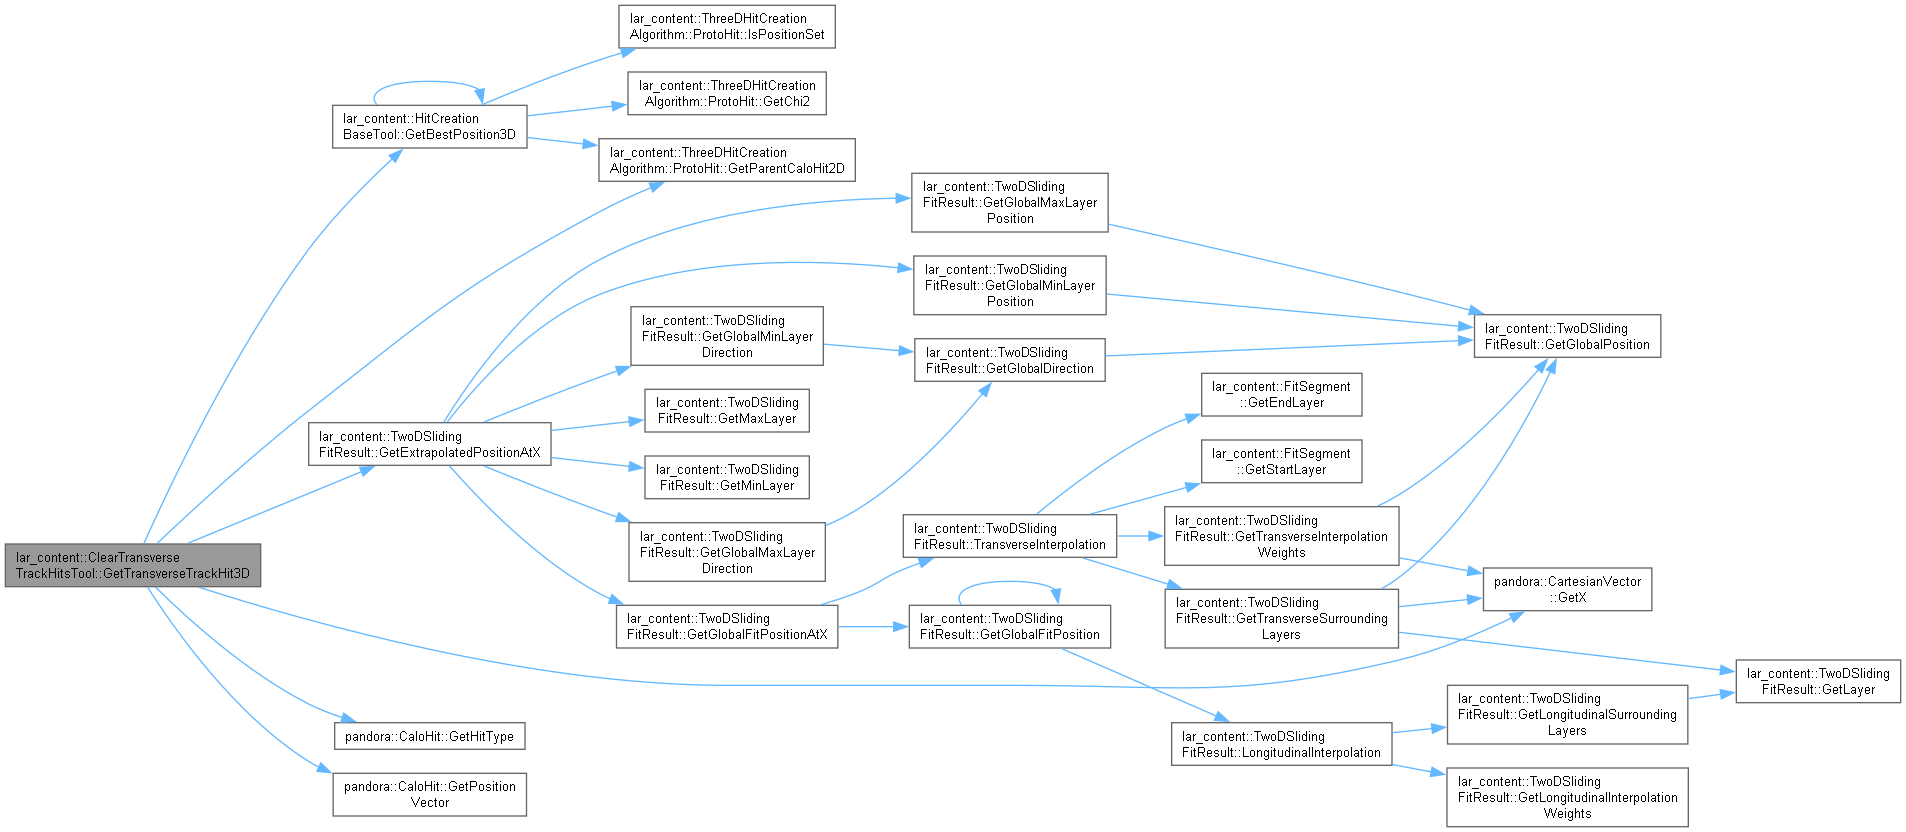 lar_content::ThreeDHitCreation
Algorithm::ProtoHit::IsPositionSet
lar_content::ThreeDHitCreation
Algorithm::ProtoHit::GetChi2
lar_content::HitCreation
BaseTool::GetBestPosition3D
lar_content::ThreeDHitCreation
Algorithm::ProtoHit::GetParentCaloHit2D
lar_content::TwoDSliding
FitResult::GetGlobalMaxLayer
Position
lar_content::TwoDSliding
FitResult::GetGlobalMinLayer
Position
lar_content::TwoDSliding
FitResult::GetGlobalMinLayer
Direction
lar_content::TwoDSliding
FitResult::GetGlobalDirection
lar_content::TwoDSliding
FitResult::GetGlobalPosition
lar_content::TwoDSliding
FitResult::GetMaxLayer
lar_content::FitSegment
::GetEndLayer
lar_content::TwoDSliding
FitResult::GetExtrapolatedPositionAtX
lar_content::TwoDSliding
FitResult::GetMinLayer
lar_content::FitSegment
::GetStartLayer
lar_content::ClearTransverse
TrackHitsTool::GetTransverseTrackHit3D
lar_content::TwoDSliding
FitResult::GetGlobalMaxLayer
Direction
lar_content::TwoDSliding
FitResult::TransverseInterpolation
lar_content::TwoDSliding
FitResult::GetTransverseInterpolation
Weights
pandora::CartesianVector
::GetX
lar_content::TwoDSliding
FitResult::GetGlobalFitPositionAtX
lar_content::TwoDSliding
FitResult::GetGlobalFitPosition
lar_content::TwoDSliding
FitResult::GetTransverseSurrounding
Layers
lar_content::TwoDSliding
FitResult::GetLayer
lar_content::TwoDSliding
FitResult::GetLongitudinalSurrounding
Layers
pandora::CaloHit::GetHitType
lar_content::TwoDSliding
FitResult::LongitudinalInterpolation
pandora::CaloHit::GetPosition
Vector
lar_content::TwoDSliding
FitResult::GetLongitudinalInterpolation
Weights